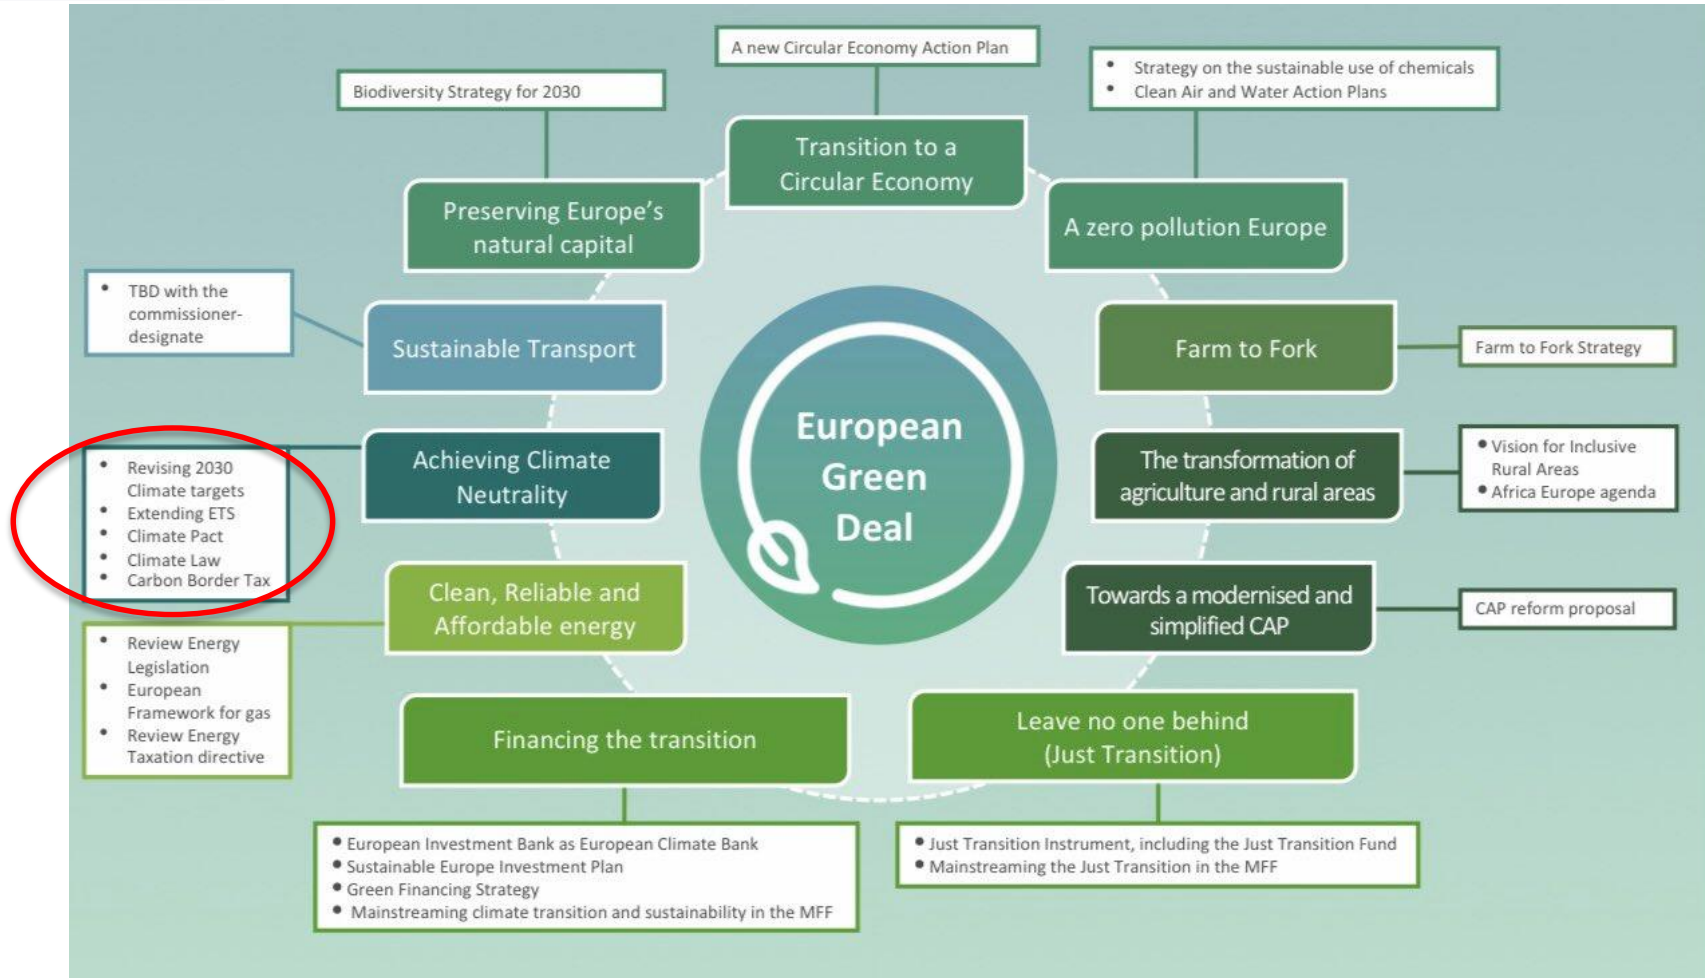 A new Circular Economy Action Plan
Biodiversity Strategy for 2030
• Strategy on the sustainable use of chemicals
• Clean Air and Water Action Plans
Transition to a
Circular Economy
Preserving Europe's
natural capital
A zero pollution Europe
• TBD with the
commissioner-
designate
Sustainable Transport
Farm to Fork
Farm to Fork Strategy
European
Green
Deal
• Revising 2030
Climate targets
• Extending ETS
• Climate Pact
• Climate Law
• Carbon Border Tax
Achieving Climate
Neutrality
The transformation of
agriculture and rural areas
• Vision for Inclusive
Rural Areas
• Africa Europe agenda
Clean, Reliable and
Affordable energy
Towards a modernised and
simplified CAP
CAP reform proposal
• Review Energy
Legislation
• European
Framework for gas
• Review Energy
Taxation directive
Financing the transition
Leave no one behind
(Just Transition)
• European Investment Bank as European Climate Bank
• Sustainable Europe Investment Plan
• Green Financing Strategy
• Mainstreaming climate transition and sustainability in the MFF
• Just Transition Instrument, including the Just Transition Fund
• Mainstreaming the Just Transition in the MFF